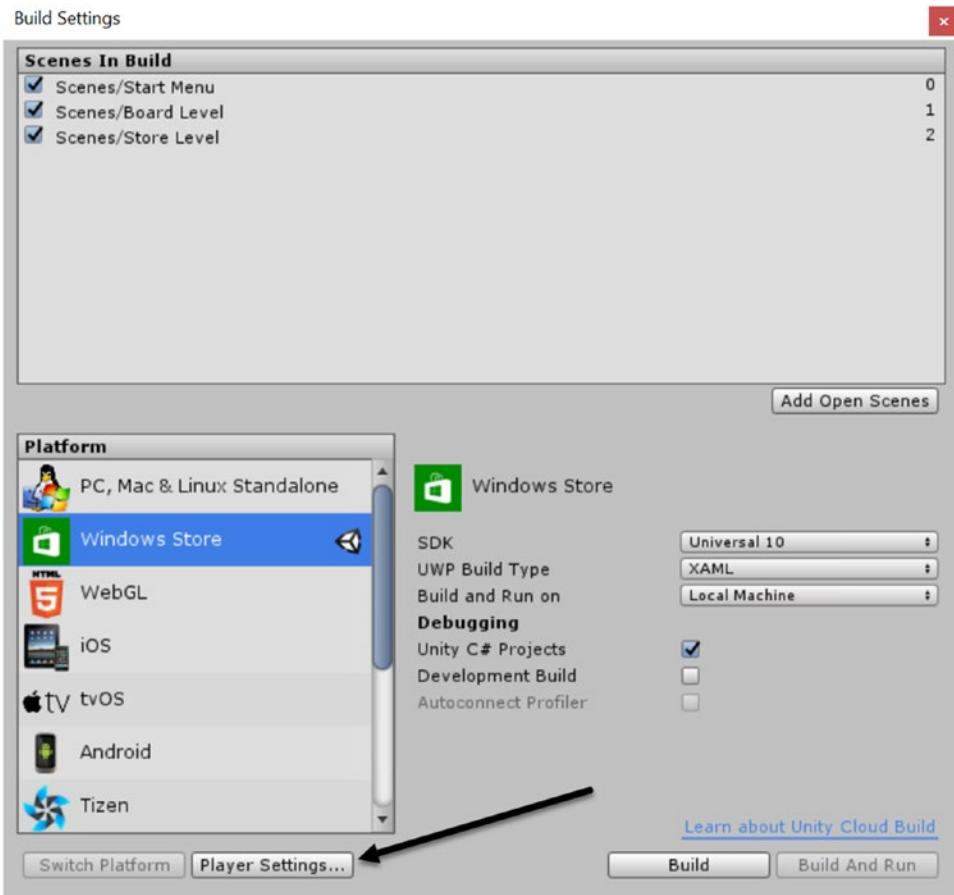 Build Settings
Scenes In Build
Scenes/Start Menu 0
Scenes/Board Level 1
Scenes/Store Level 2
Add Open Scenes
Platform
PC, Mac & Linux Standalone
Windows Store
HTML
5
WebGL
iOS
tv
tvOS
Android
Tizen
Windows Store
SDK Universal 10
UWP Build Type XAML
Build and Run on Local Machine
Debugging
Unity C# Projects
Development Build
Autoconnect Profiler
Learn about Unity Cloud Build
Switch Platform Player Settings... Build Build And Run